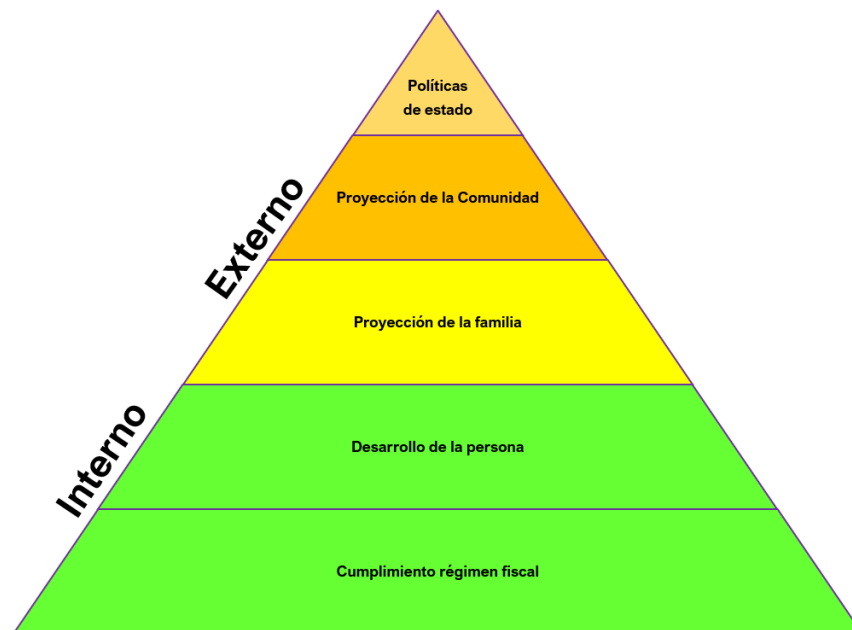 Políticas
de estado
Proyección de la Comunidad
Externo
Proyección de la familia
Desarrollo de la persona
Interno
Cumplimiento régimen fiscal